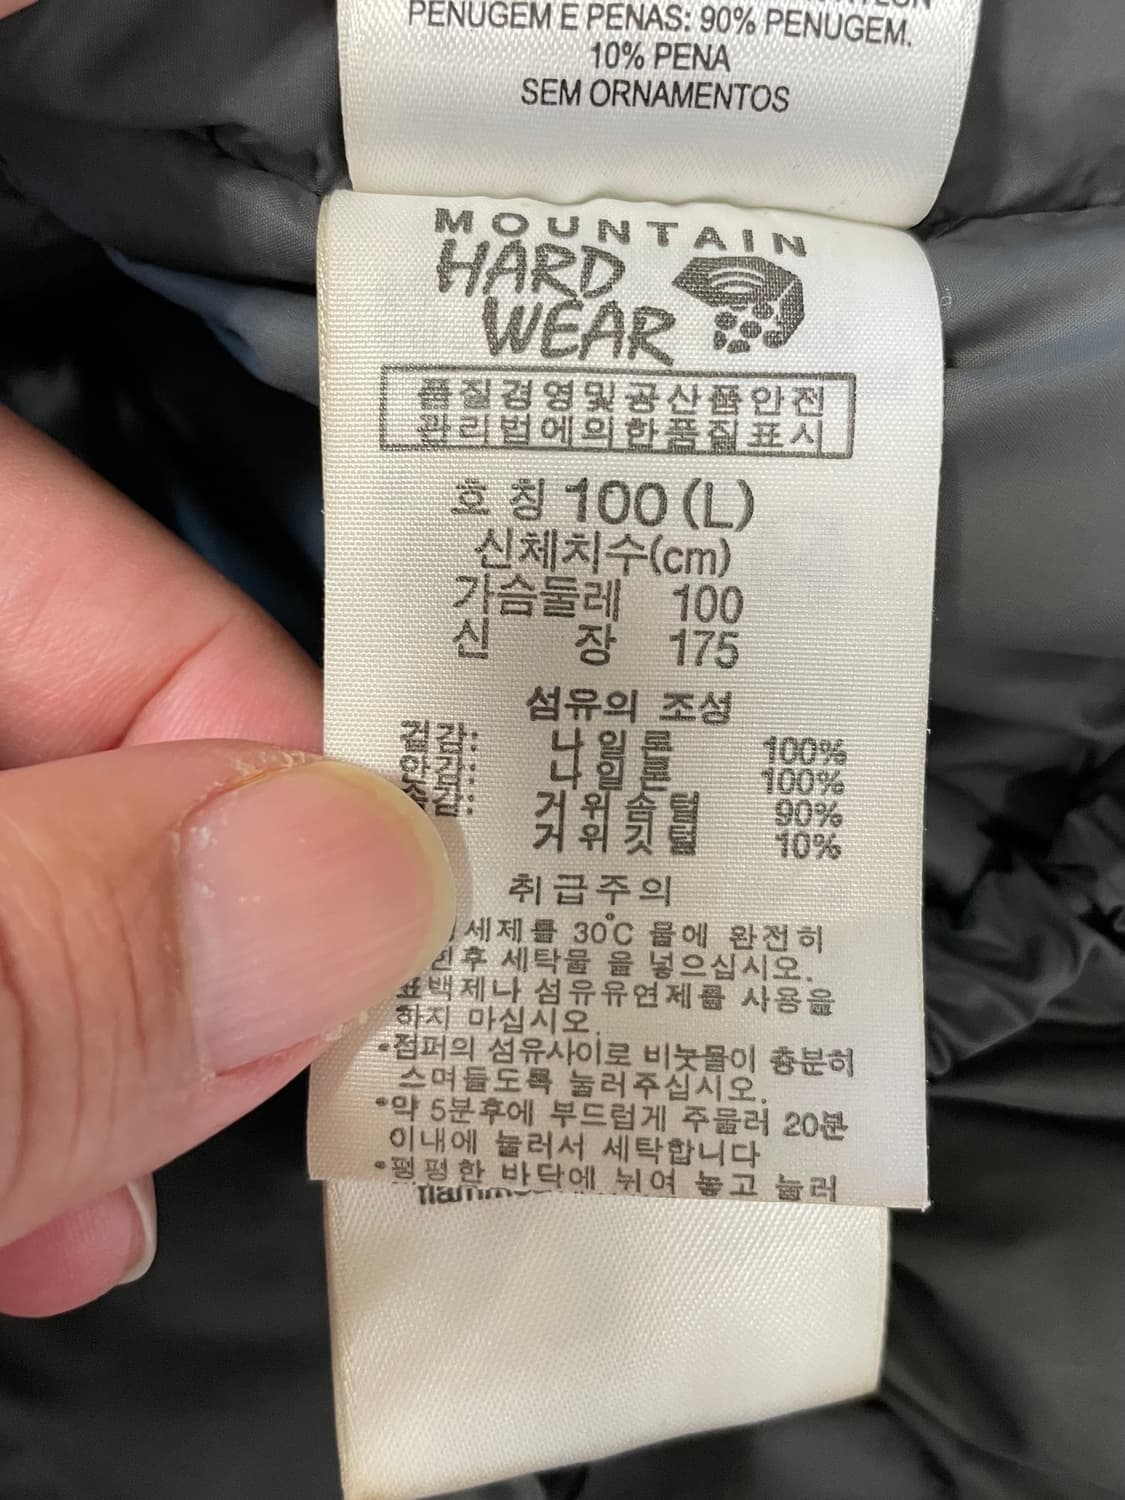 PENUGEM E PENAS: 90% PENUGEM.
10% PENA
SEM ORNAMENTOS
MOUNTAIN
HARD
WEAR
품질경영및공산품안전
관리법에의한품질표시
호 칭 100 (L)
신체치수(cm)
가슴둘레 100
신 장 175
섬유의 조성
겉감: 나일론 100%
안감: 나일론 100%
거위솜털 90%
거위깃털 10%
취급주의
세제를 30°C 물에 완전히
후 세탁물 을 넣으십시오.
표백제나 섬유유연제를 사용을
하지 마십시오.
*점퍼의 섬유사이로 비눗물이 충분히
스며들도록 눌러주십시오.
*약 5분후에 부드럽게 주물러 20분
이내에 눌러서 세탁합니다
*평평한 바닥에 뉘여 놓고 눌러